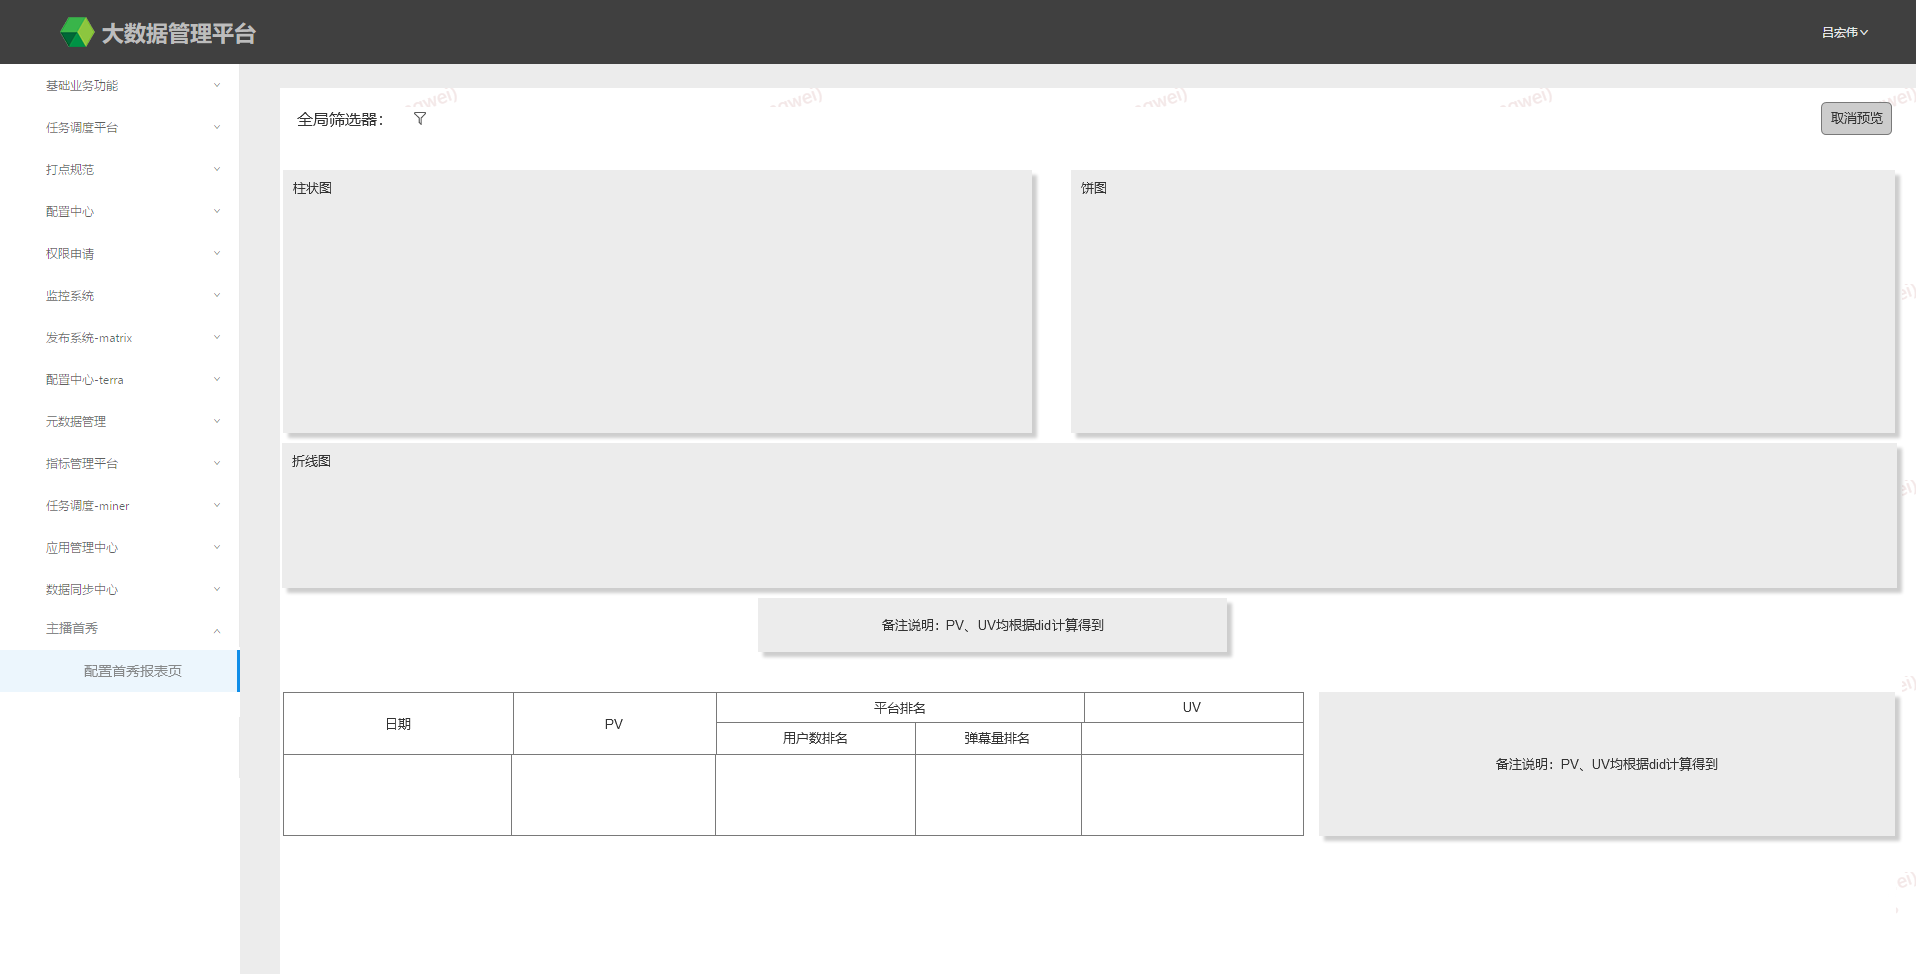 大数据管理平台
吕宏伟
基础业务功能
任务调度平台
打点规范
配置中心
权限申请
监控系统
发布系统-matrix
配置中心-terra
元数据管理
指标管理平台
任务调度-miner
应用管理中心
数据同步中心
主播首秀
配置首秀报表页
全局筛选器：
取消预览
柱状图
饼图
折线图
备注说明：PV、UV均根据did计算得到
日期
PV
平台排名
UV
用户数排名
弹幕量排名
备注说明：PV、UV均根据did计算得到